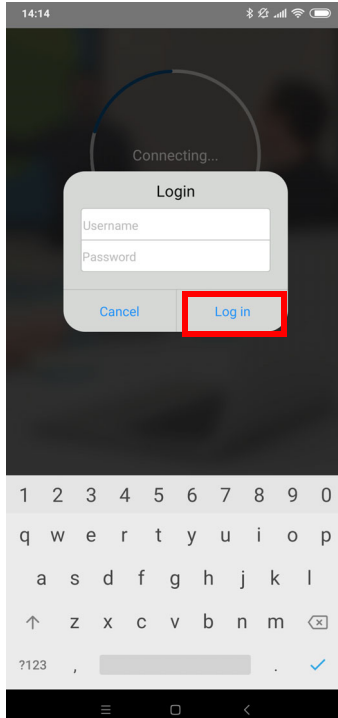 14:14
Connecting...
Login
Username
Password
Cancel Log in
1 2 3 4 5 6 7 8 9 0
q w e r t y u i o p
a s d f g h j k l
z x c v b n m
?123 , .